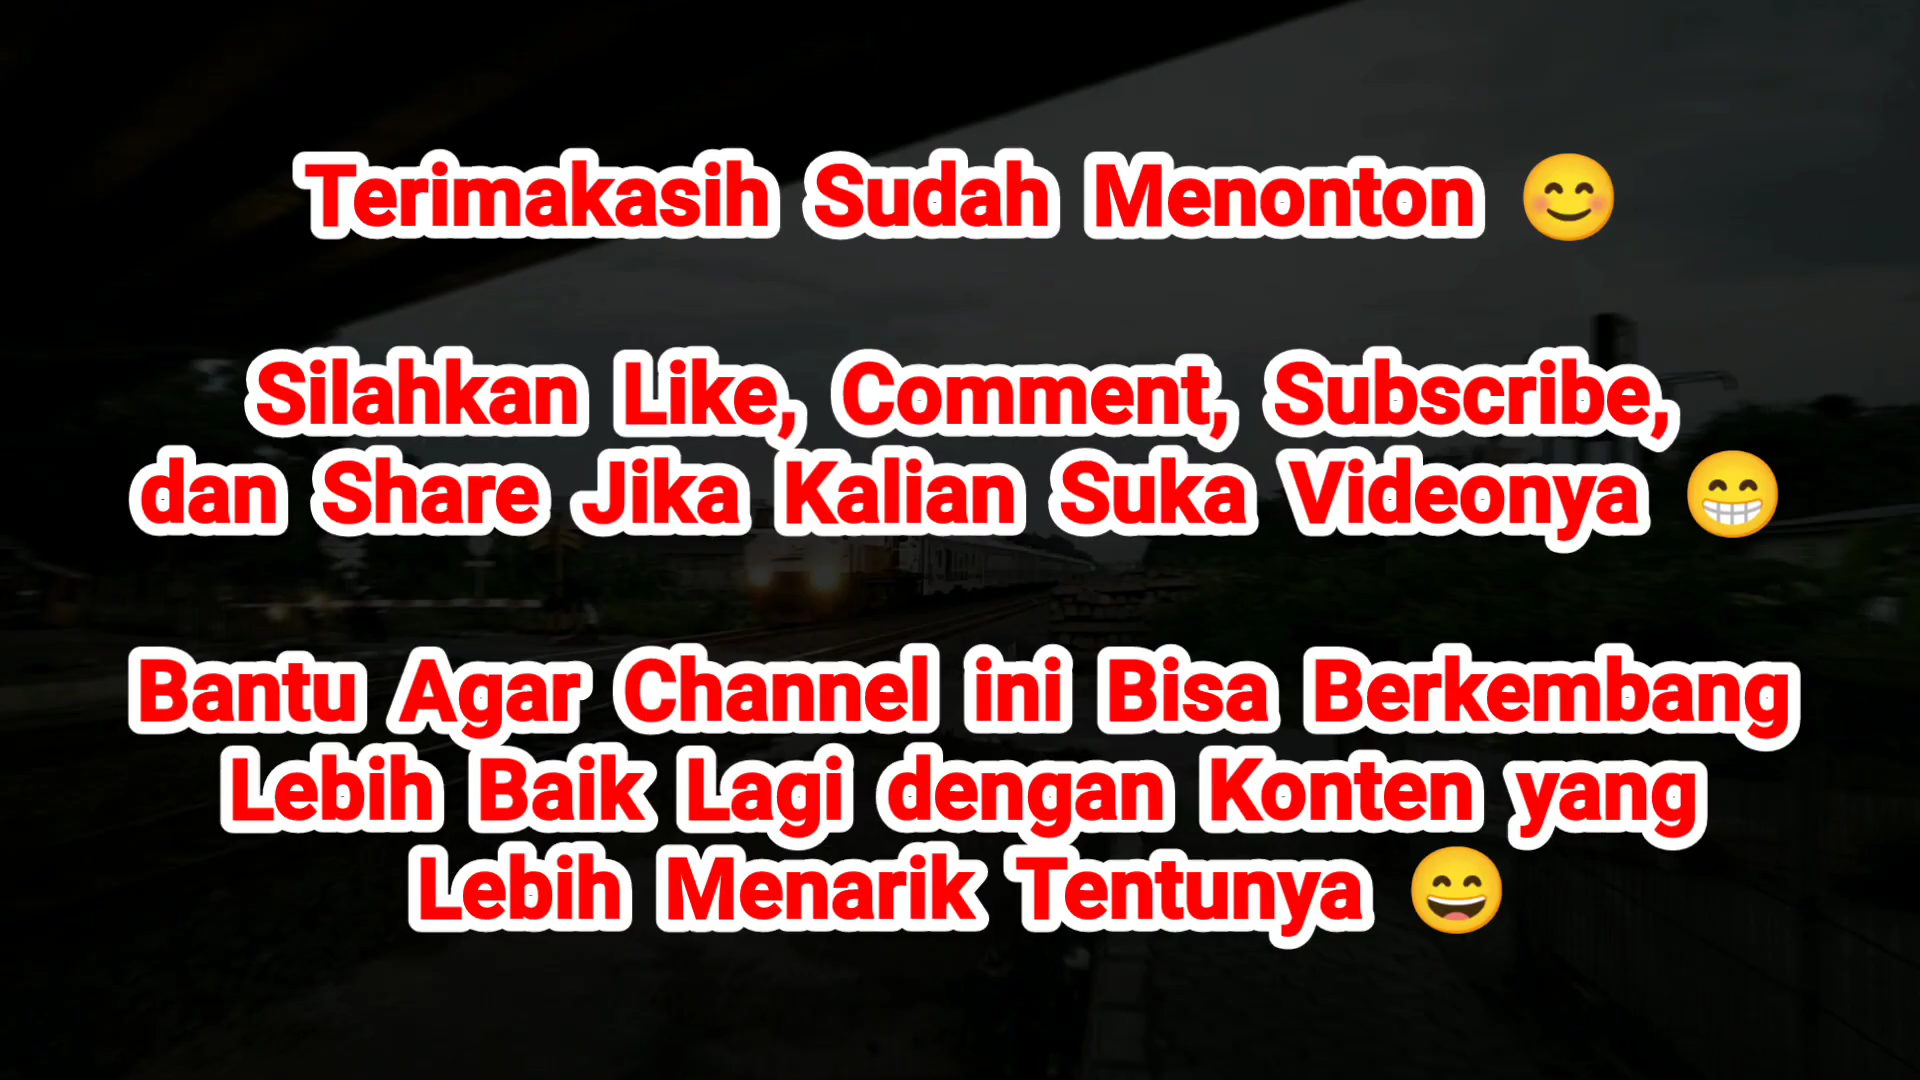 Terimakasih Sudah Menonton 😊
Silahkan Like, Comment, Subscribe,
dan Share Jika Kalian Suka Videonya 😁
Bantu Agar Channel ini Bisa Berkembang
Lebih Baik Lagi dengan Konten yang
Lebih Menarik Tentunya 😄